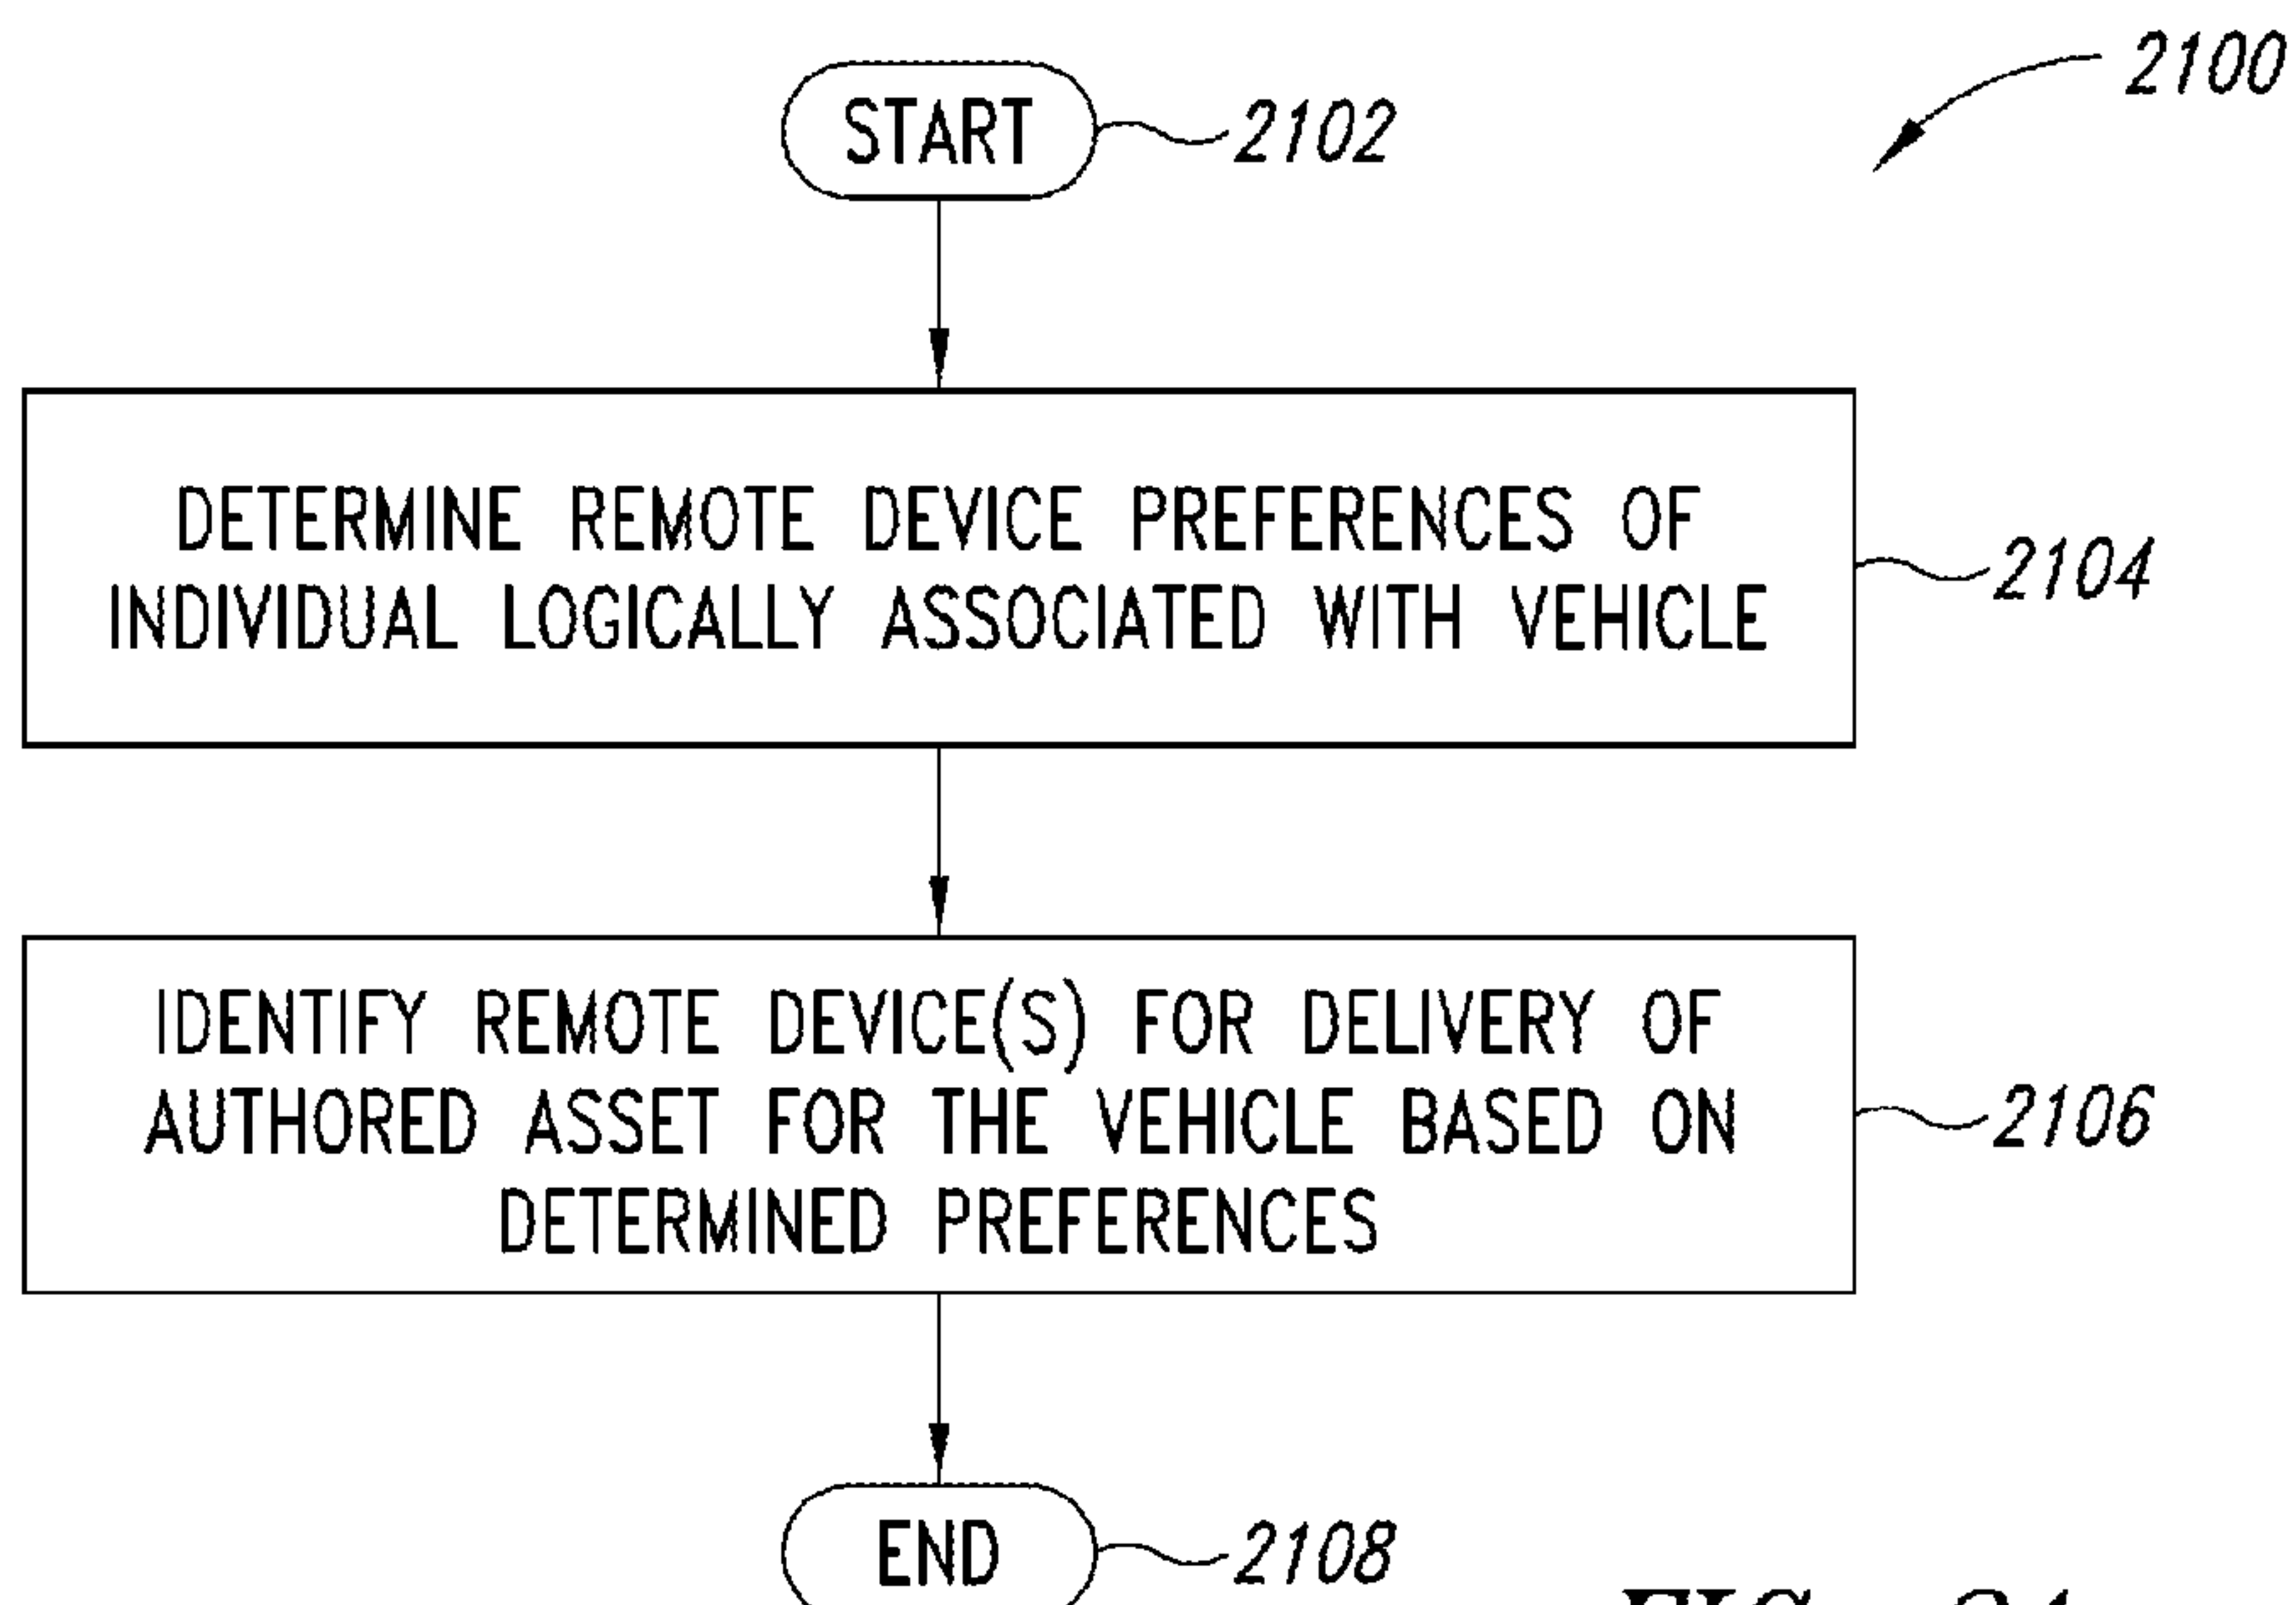 2100
START
2102
DETERMINE REMOTE DEVICE PREFERENCES OF
INDIVIDUAL LOGICALLY ASSOCIATED WITH VEHICLE
2104
IDENTIFY REMOTE DEVICE(S) FOR DELIVERY OF
AUTHORED ASSET FOR THE VEHICLE BASED ON
DETERMINED PREFERENCES
2106
END
2108